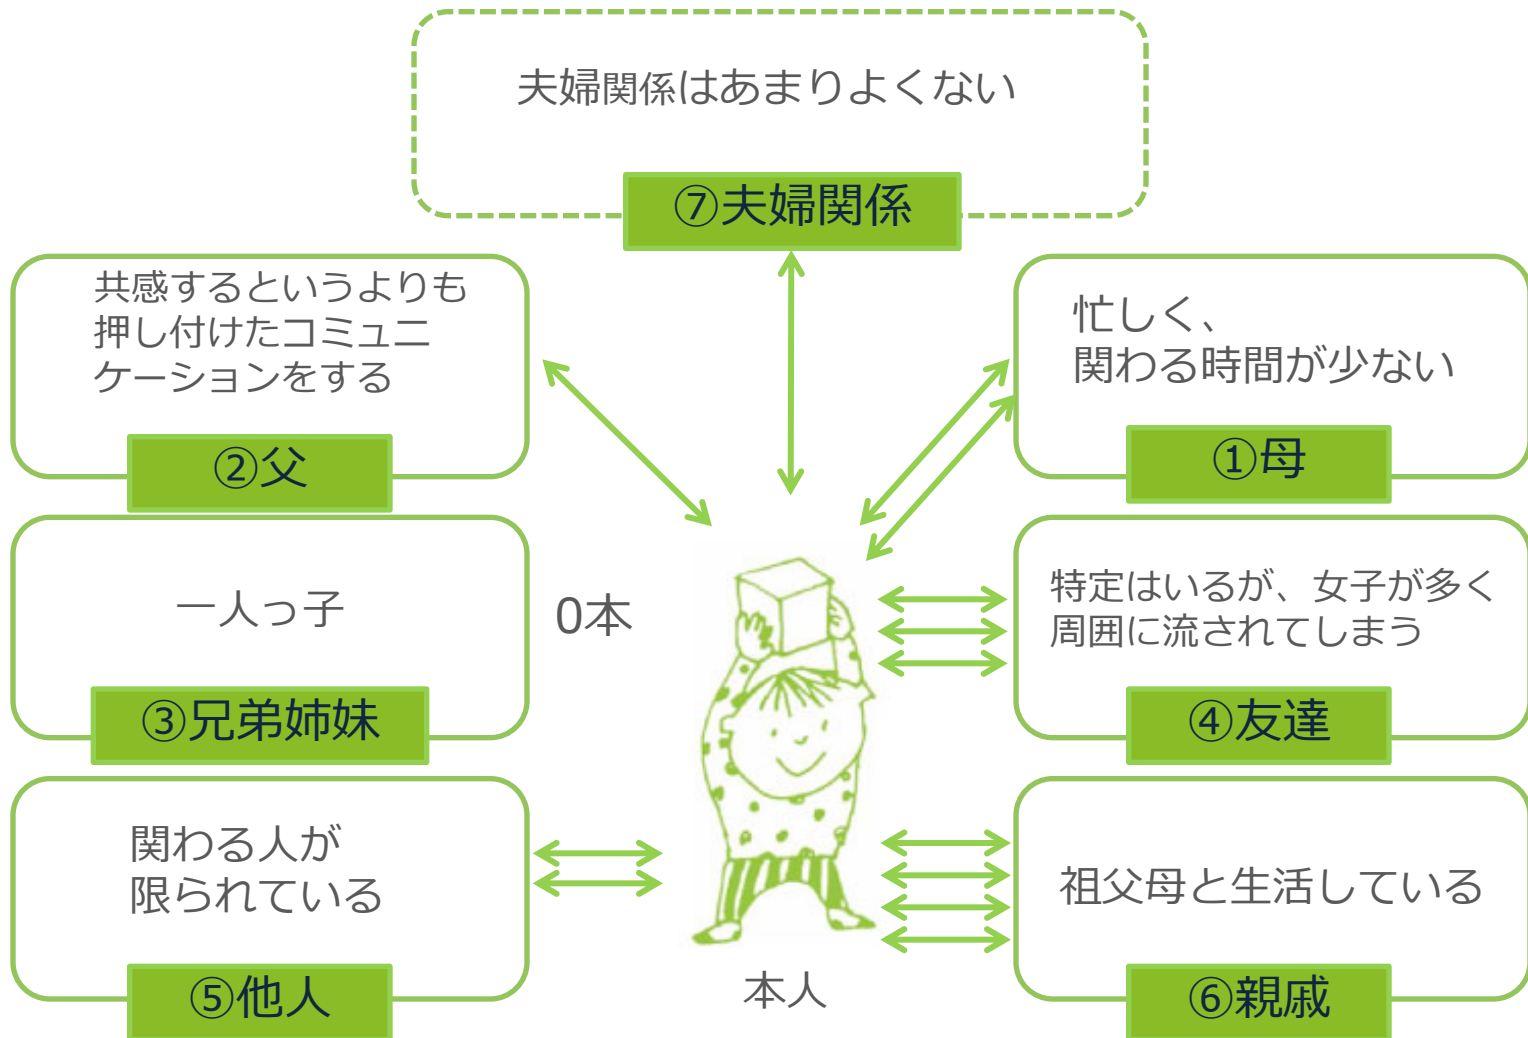 夫婦関係はあまりよくない
⑦夫婦関係
共感するというよりも
押し付けたコミュニ
ケーションをする
②父
忙しく、
関わる時間が少ない
①母
一人っ子
0本
③兄弟姉妹
特定はいるが、女子が多く
周囲に流されてしまう
④友達
関わる人が
限られている
⑤他人
本人
祖父母と生活している
⑥親戚